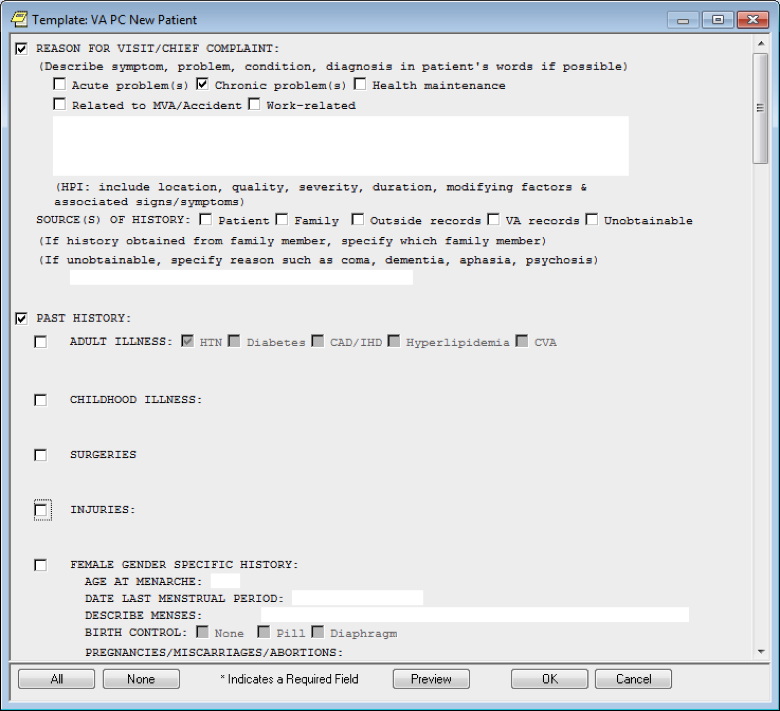 Template: VA PC New Patient
REASON FOR VISIT/CHIEF COMPLAINT:
(Describe symptom, problem, condition, diagnosis in patient's words if possible)
Acute problem(s) Chronic problem(s) Health maintenance
Related to MVA/Accident Work-related
(HPI: include location, quality, severity, duration, modifying factors &
associated signs/symptoms)
SOURCE(S) OF HISTORY: Patient Family Outside records VA records Unobtainable
(If history obtained from family member, specify which family member)
(If unobtainable, specify reason such as coma, dementia, aphasia, psychosis)
PAST HISTORY:
ADULT ILLNESS: HTN Diabetes CAD/IHD Hyperlipidemia CVA
CHILDHOOD ILLNESS:
SURGERIES
INJURIES:
FEMALE GENDER SPECIFIC HISTORY:
AGE AT MENARCHE:
DATE LAST MENSTRUAL PERIOD:
DESCRIBE MENSES:
BIRTH CONTROL: None Pill Diaphragm
PREGNANCIES/MISCARRIAGES/ABORTIONS:
All None * Indicates a Required Field Preview OK Cancel